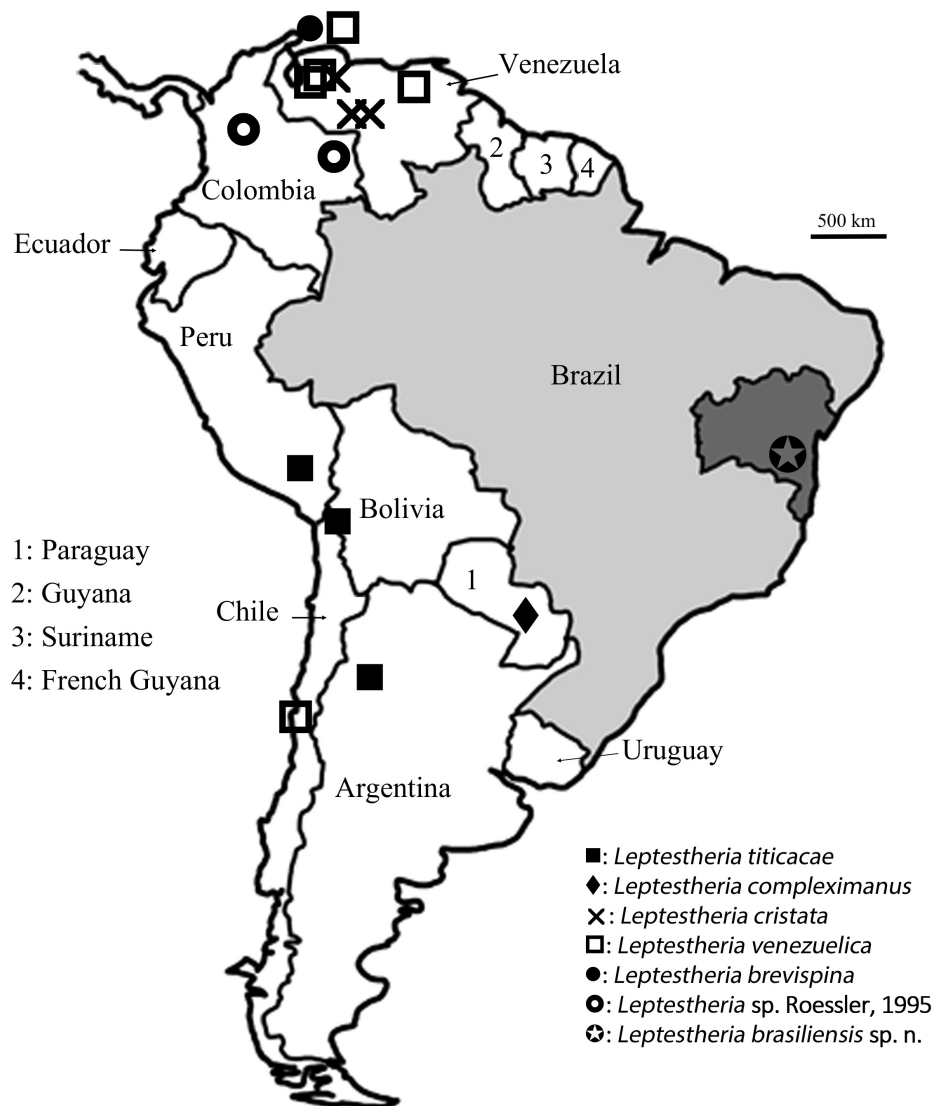 Venezuela
2
3
4
Colombia
500 km
Ecuador
Peru
Brazil
Bolivia
1: Paraguay
1
2: Guyana
Chile
3: Suriname
4: French Guyana
Uruguay
Argentina
: Leptestheria titicacae
: Leptestheria compleximanus
: Leptestheria cristata
: Leptestheria venezuelica
: Leptestheria brevispina
: Leptestheria sp. Roessler, 1995
: Leptestheria brasiliensis sp. n.